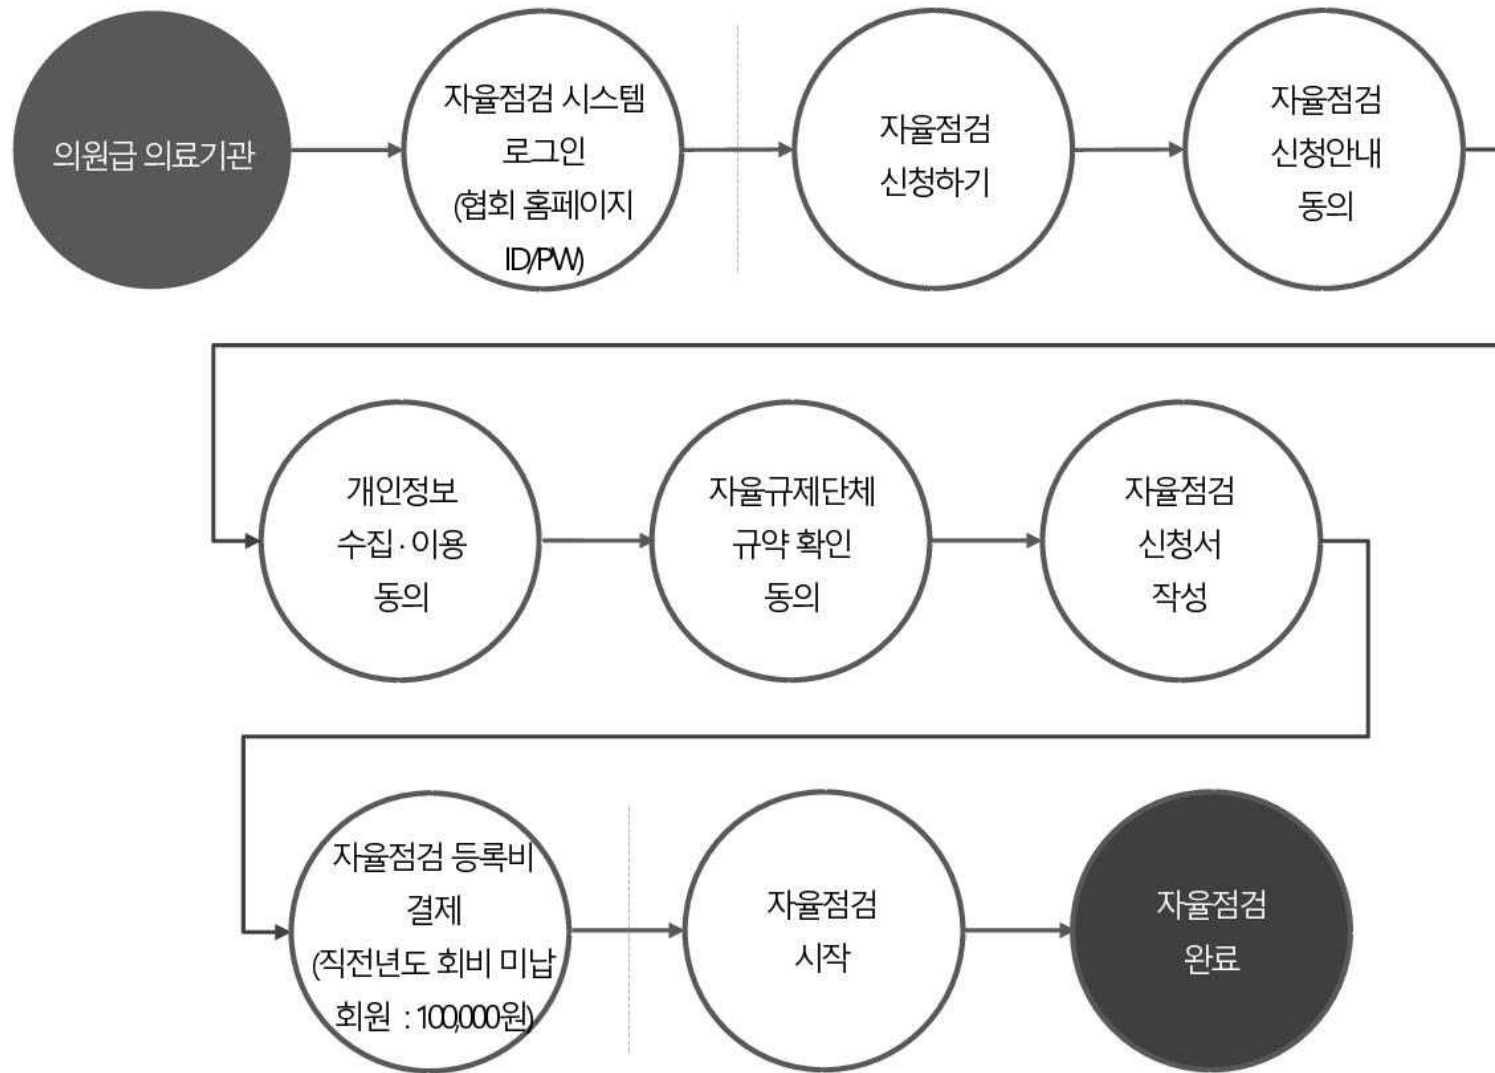 의원급 의료기관
자율점검 시스템
로그인
(협회 홈페이지
ID/PW)
자율점검
신청하기
자율점검
신청안내
동의
개인정보
수집·이용
동의
자율규제단체
규약 확인
동의
자율점검
신청서
작성
자율점검 등록비
결제
(직전년도 회비 미납
회원 : 100,000원)
자율점검
시작
자율점검
완료